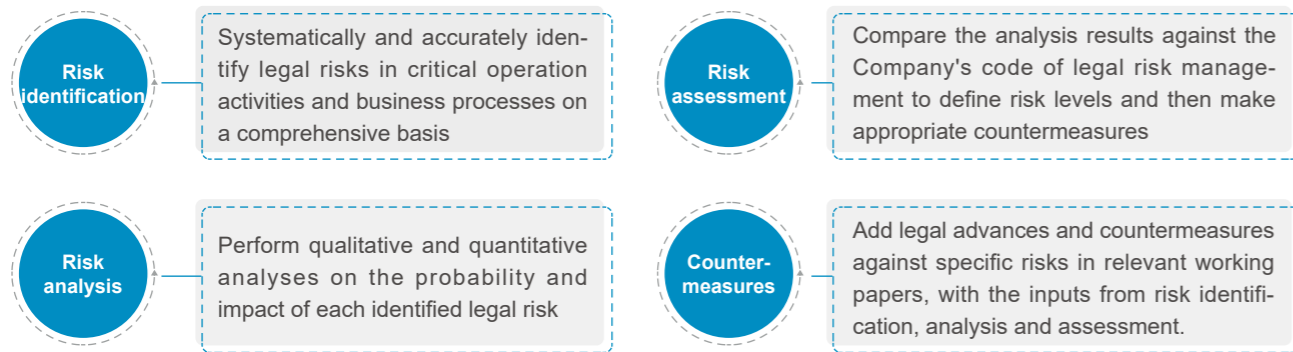 Risk
identification
Systematically and accurately iden-
tify legal risks in critical operation
activities and business processes on
a comprehensive basis
Risk
analysis
Perform qualitative and quantitative
analyses on the probability and
impact of each identified legal risk
Risk
assessment
Compare the analysis results against the
Company's code of legal risk manage-
ment to define risk levels and then make
appropriate countermeasures
Counter-
measures
Add legal advances and countermeasures
against specific risks in relevant working
papers, with the inputs from risk identifi-
cation, analysis and assessment.